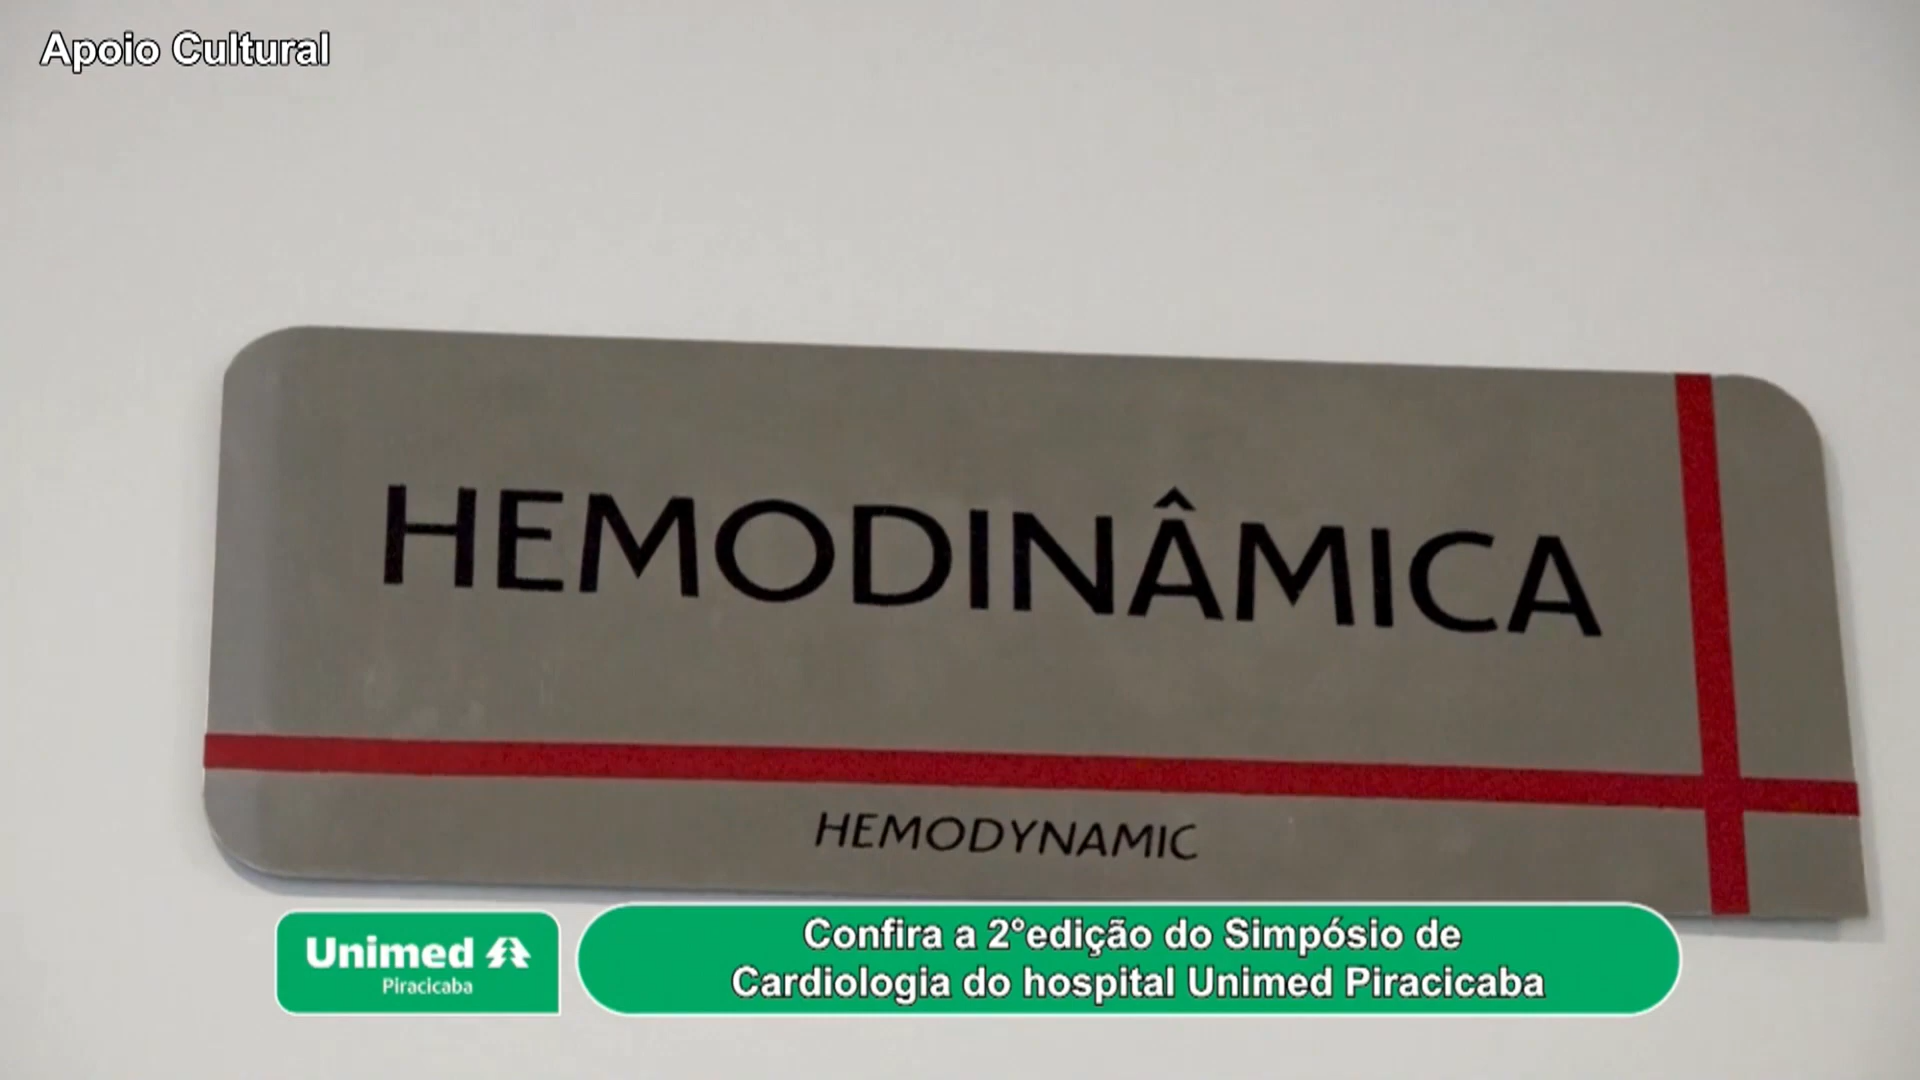 Apoio Cultural
HEMODINÂMICA
HEMODYNAMIC
Unimed
Piracicaba
Confira a 2°edição do Simpósio de
Cardiologia do hospital Unimed Piracicaba